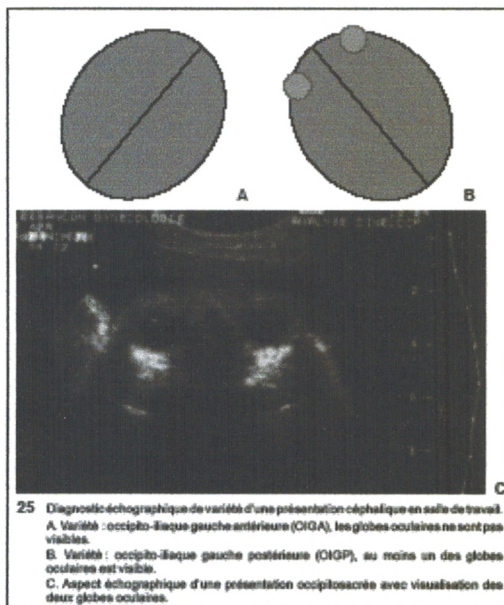 A
B
C
25 Diagnostic échographique de variété d'une présentation céphalique en salle de travail.
A. Variété : occipito-iliaque gauche antérieure (OIGA), les globes oculaires ne sont pas
visibles.
B. Variété : occipito-iliaque gauche postérieure (OIGP), au moins un des globes
oculaires est visible.
C. Aspect échographique d'une présentation occipitosacrée avec visualisation des
deux globes oculaires.